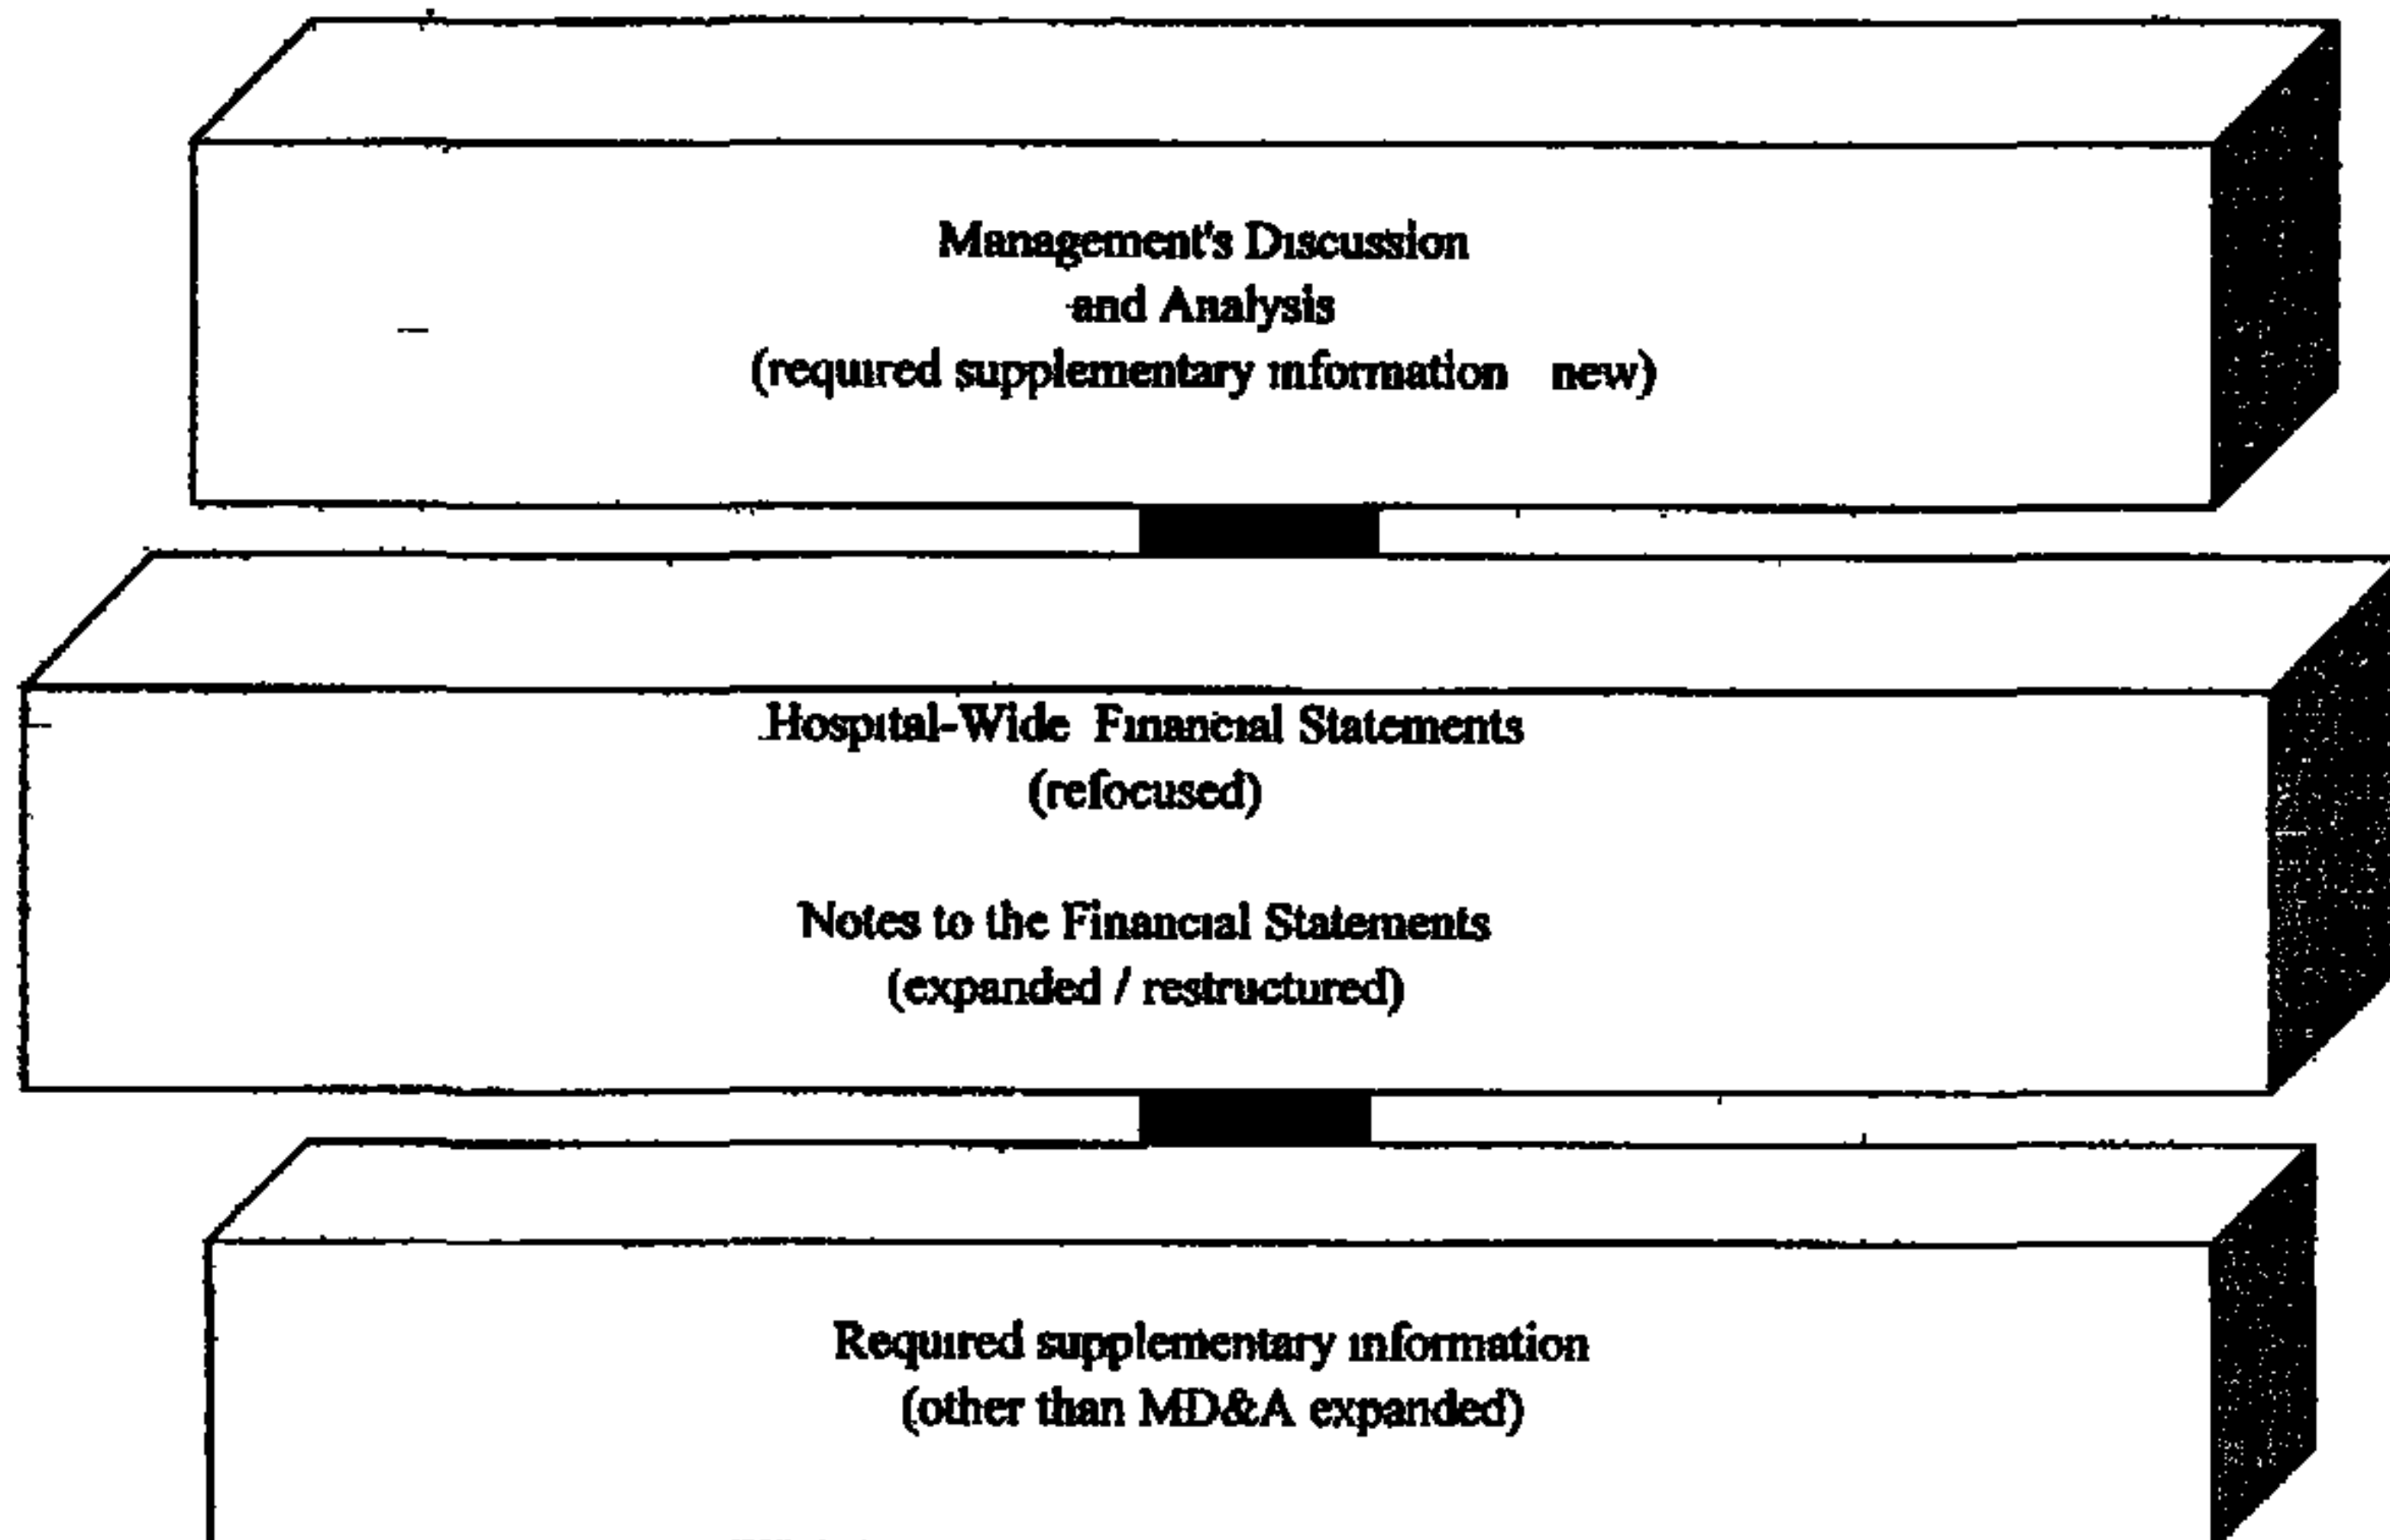 Management's Discussion
and Analysis
(required supplementary information new)
Hospital-Wide Financial Statements
(refocused)
Notes to the Financial Statements
(expanded / restructured)
Required supplementary information
(other than MD&A expanded)